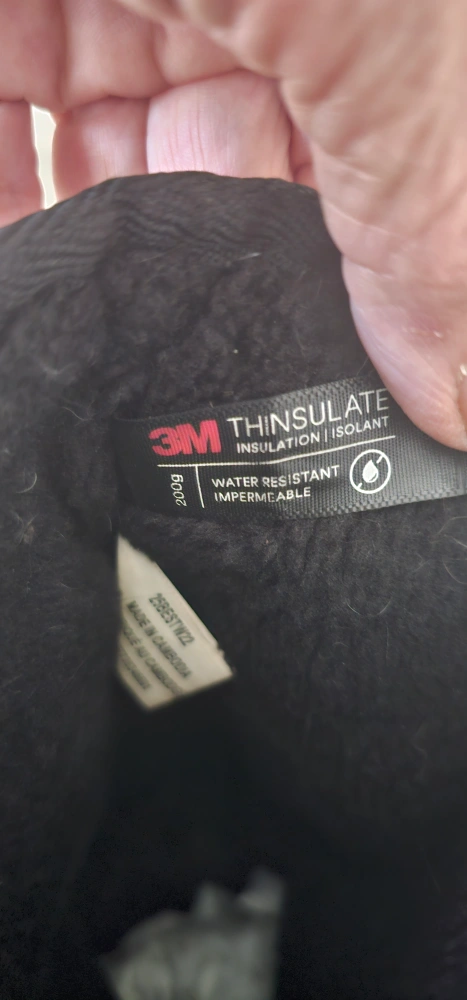 3M THINSULATE
INSULATION | ISOLANT
200g
WATER RESISTANT
IMPERMEABLE
MADE IN CAMBODIA